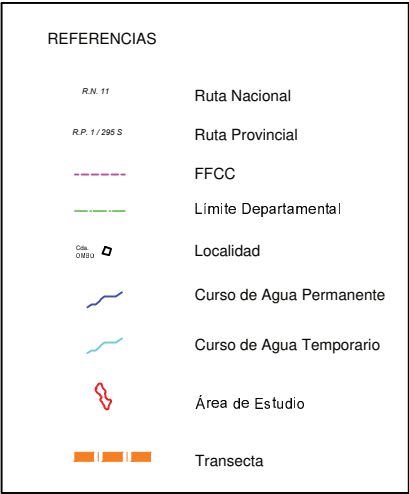 REFERENCIAS
R.N. 11 Ruta Nacional
R.P. 1 / 295 S Ruta Provincial
FFCC
Límite Departamental
Cda. OMBU Localidad
Curso de Agua Permanente
Curso de Agua Temporario
Área de Estudio
Transecta